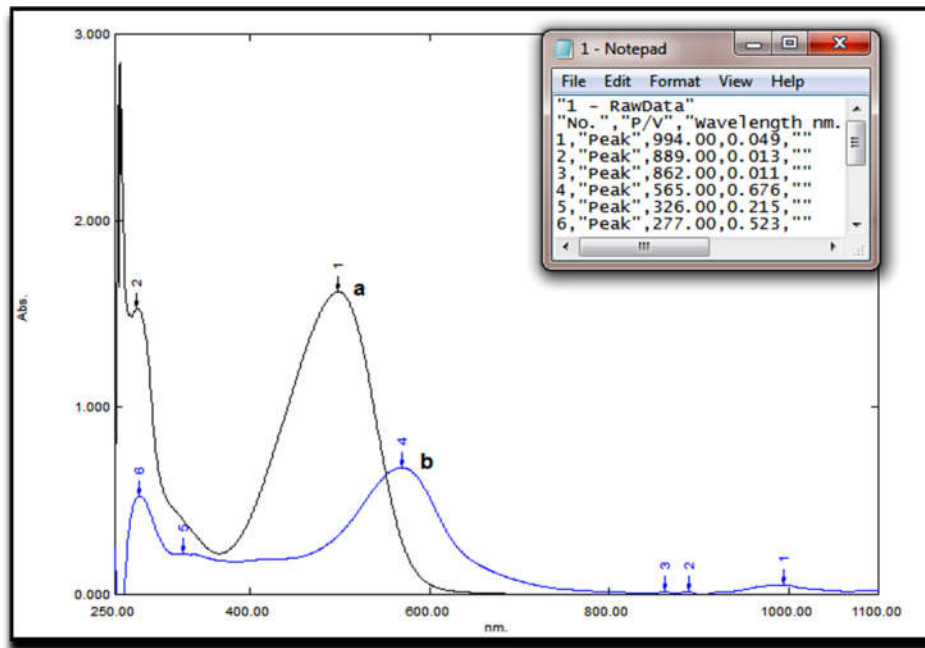 3.000
2.000
1.000
0.000
Abs.
250.00 400.00 600.00 800.00 1000.00 1100.00
nm.
2
1
a
6
5
4
b
3
2
1
1 - Notepad
File Edit Format View Help
"1 - RawData"
"No.","P/V","Wavelength nm.
1,"Peak",994.00,0.049,""
2,"Peak",889.00,0.013,""
3,"Peak",862.00,0.011,""
4,"Peak",565.00,0.676,""
5,"Peak",326.00,0.215,""
6,"Peak",277.00,0.523,""